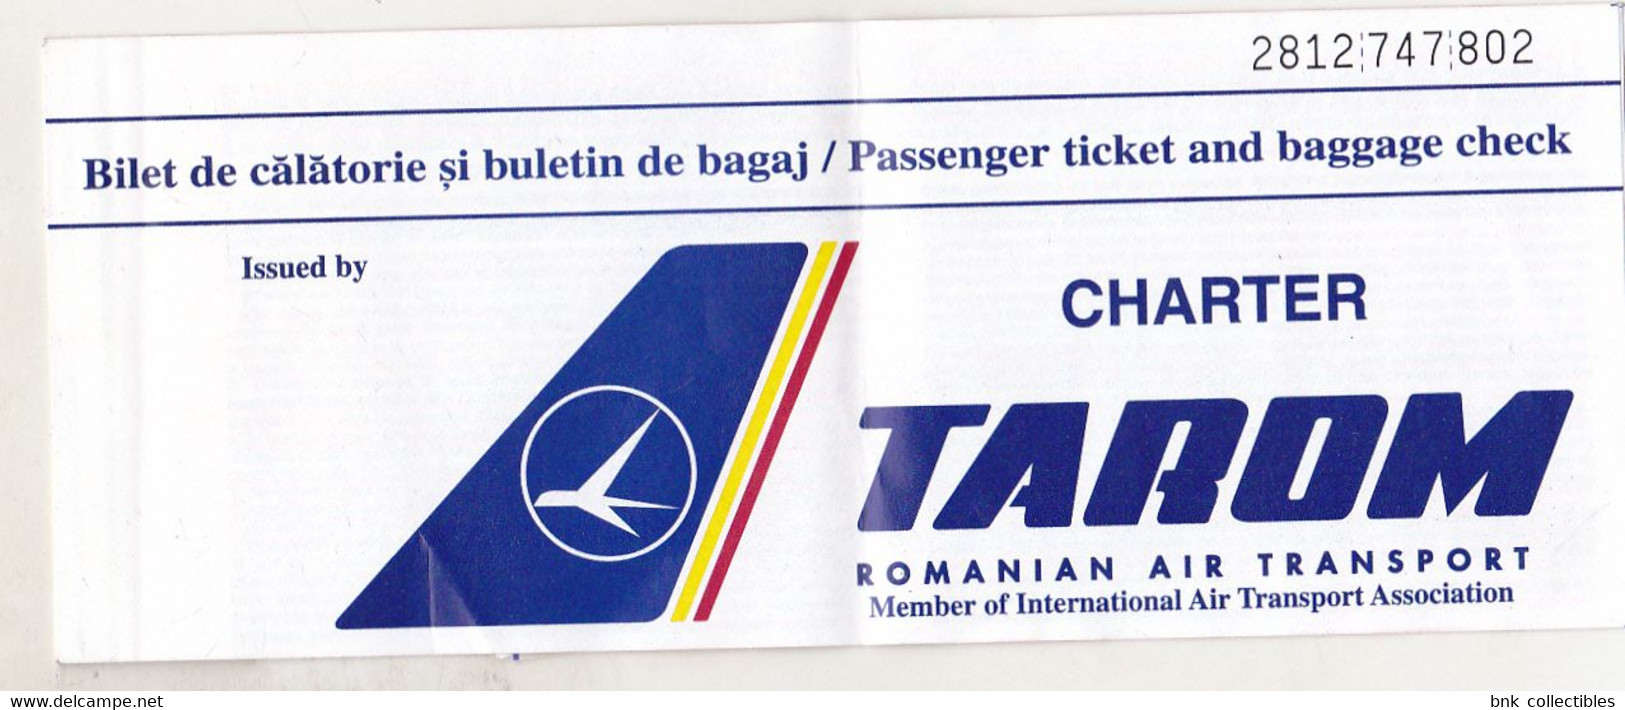 2812 747 802
Bilet de călătorie și buletin de bagaj / Passenger ticket and baggage check
Issued by
CHARTER
TAROM
ROMANIAN AIR TRANSPORT
Member of International Air Transport Association
www.delcampe.net
bnk collectibles